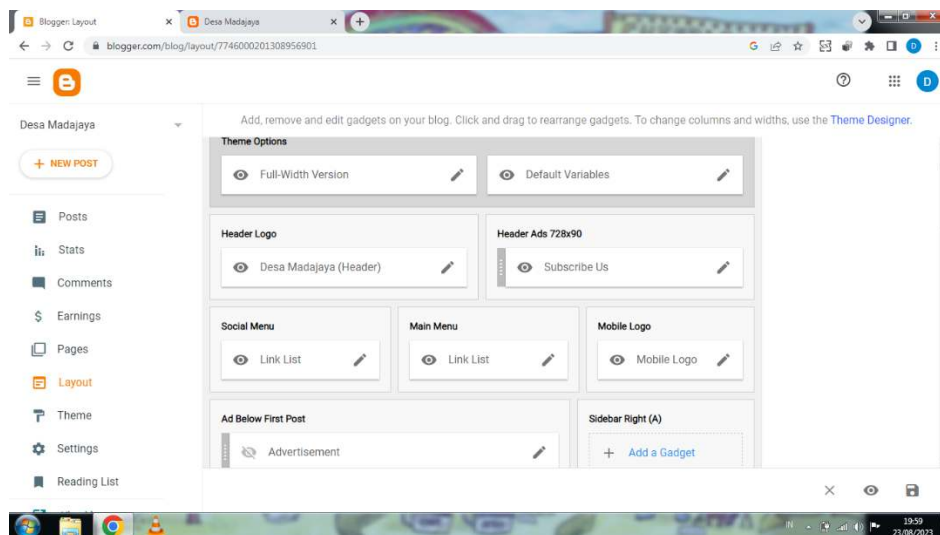 Blogger: Layout
Desa Madajaya
blogger.com/blog/layout/7746000201308956901
D
D
Desa Madajaya
Add, remove and edit gadgets on your blog. Click and drag to rearrange gadgets. To change columns and widths, use the Theme Designer.
NEW POST
Posts
Stats
Comments
Earnings
Pages
Layout
Theme
Settings
Reading List
Theme Options
Full-Width Version
Default Variables
Header Logo
Desa Madajaya (Header)
Header Ads 728x90
Subscribe Us
Social Menu
Link List
Main Menu
Link List
Mobile Logo
Mobile Logo
Ad Below First Post
Advertisement
Sidebar Right (A)
Add a Gadget
IN
19:59
23/08/2023